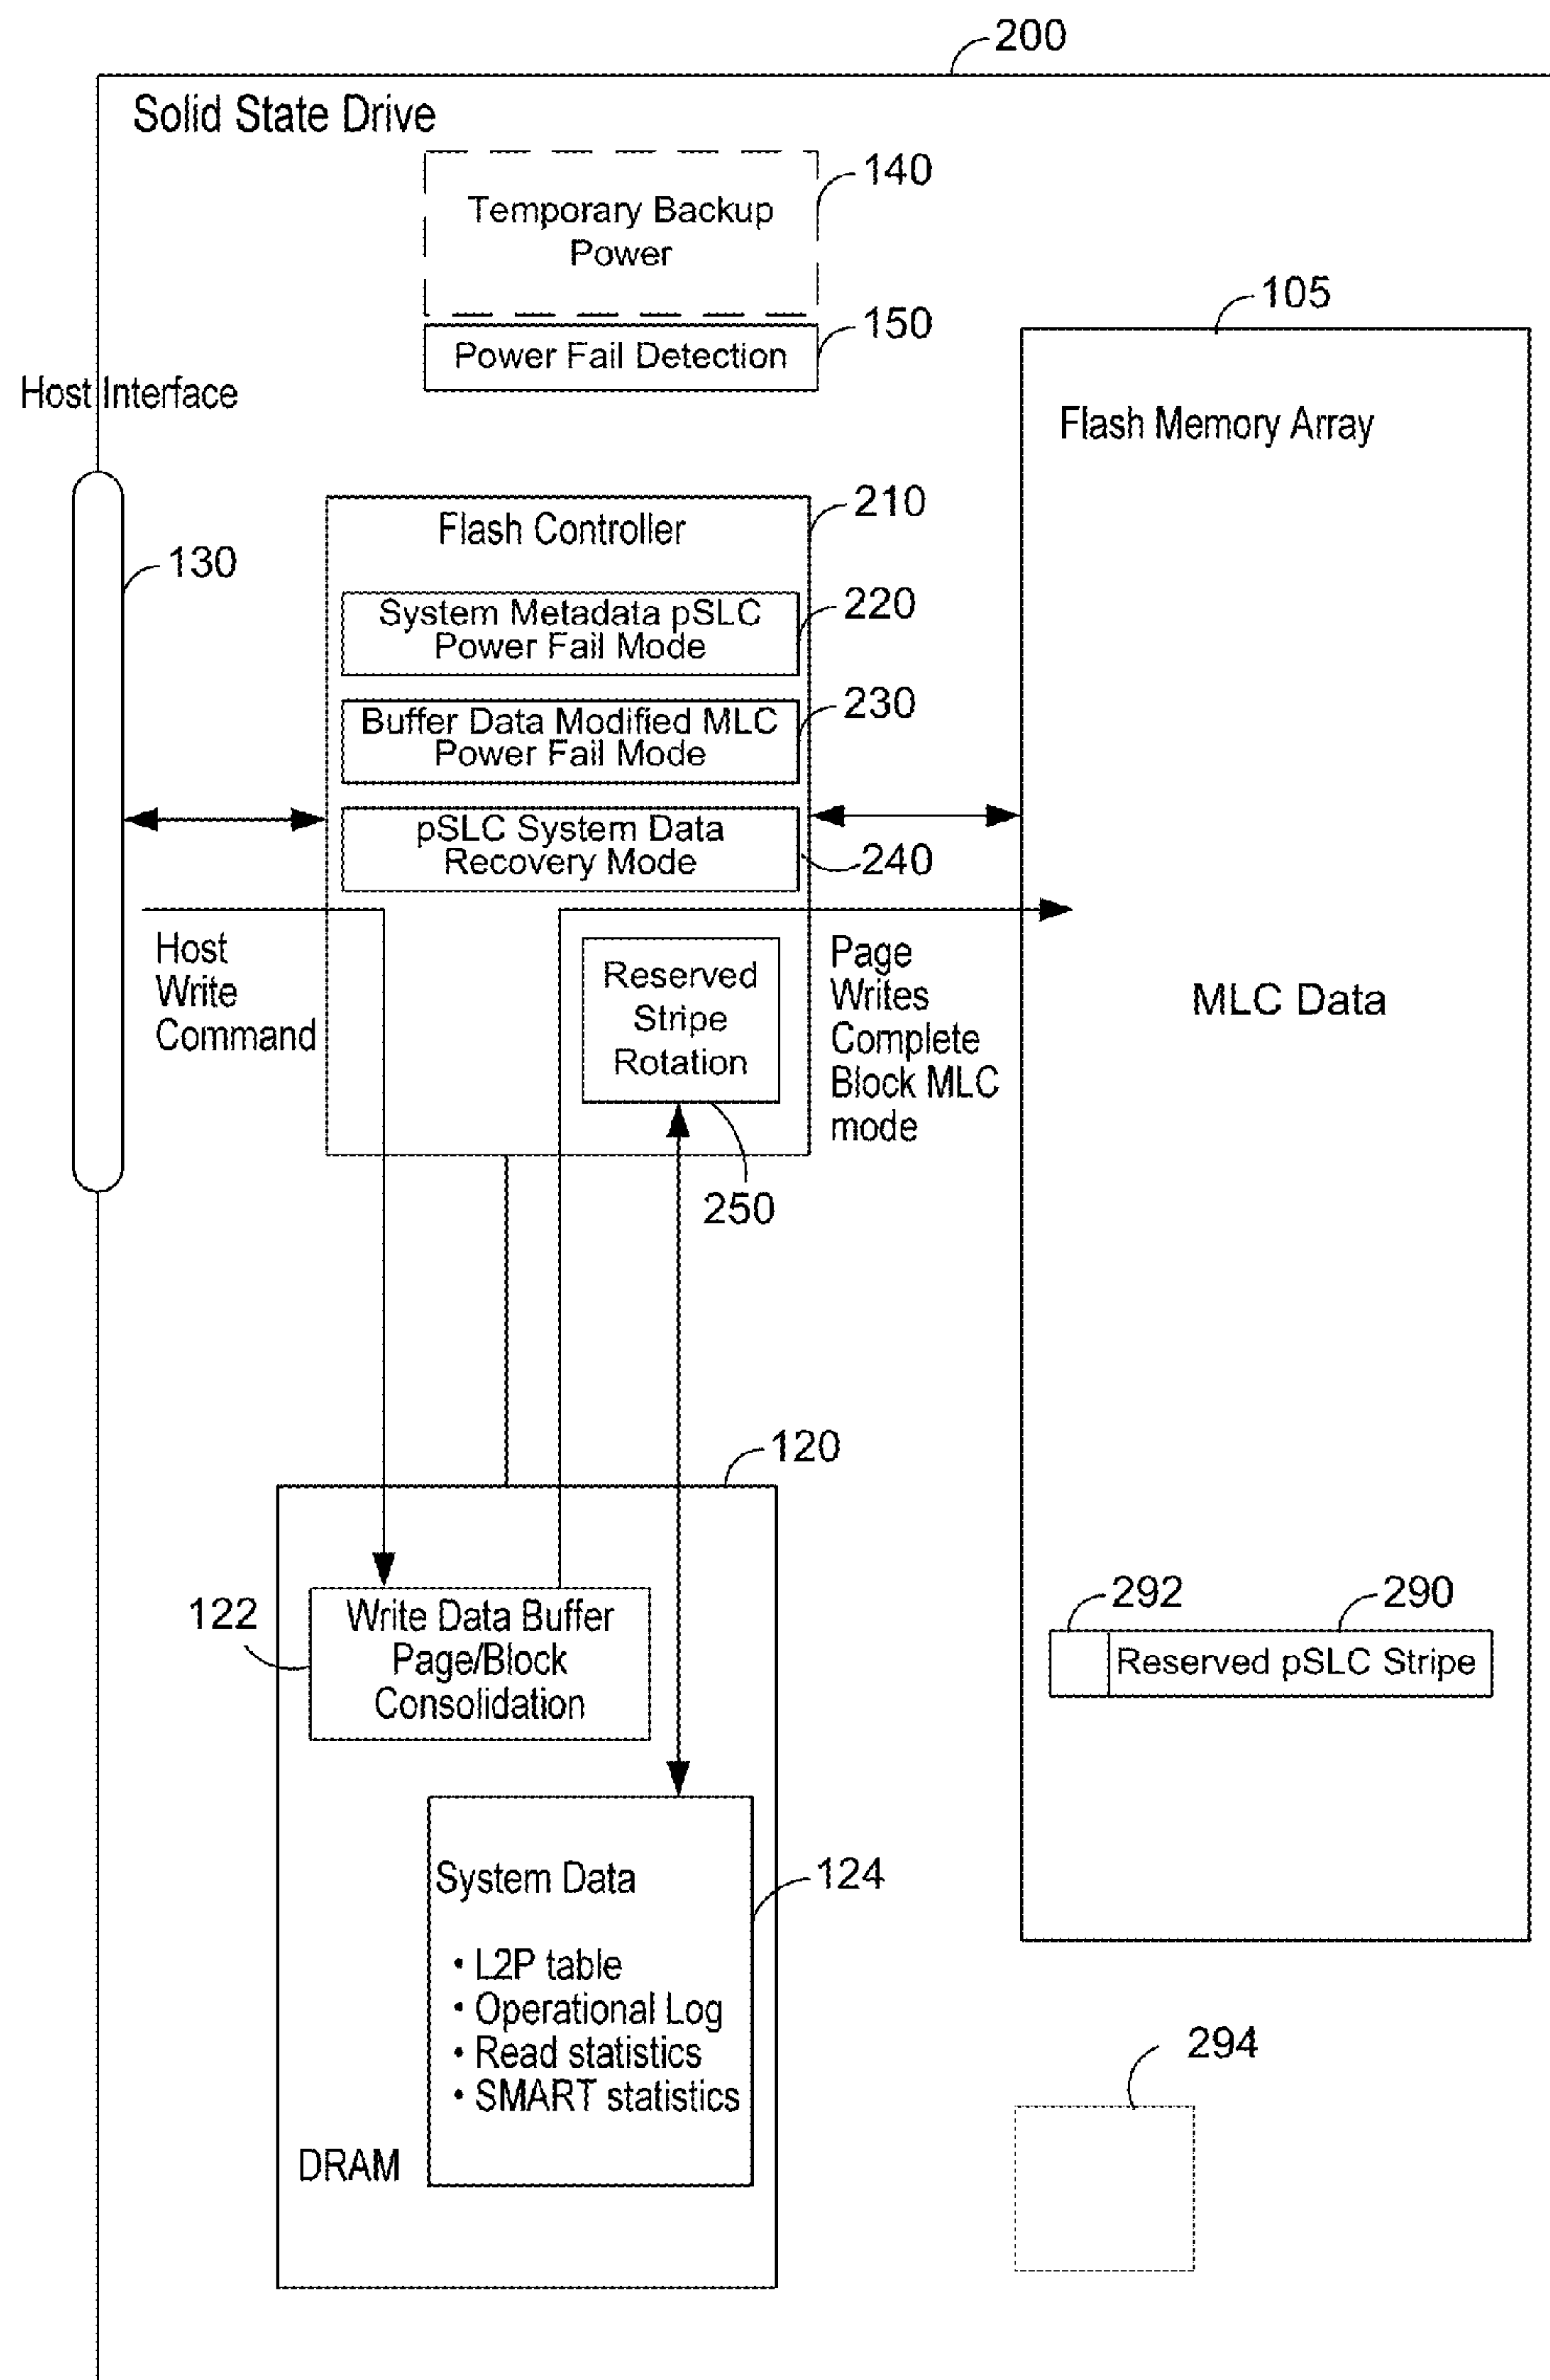 200
Solid State Drive
140
Temporary Backup
Power
150
Power Fail Detection
105
Host Interface
Flash Memory Array
210
Flash Controller
130
System Metadata pSLC
Power Fail Mode
220
Buffer Data Modified MLC
Power Fail Mode
230
pSLC System Data
Recovery Mode
240
Host
Write
Command
Reserved
Stripe
Rotation
250
Page
Writes
Complete
Block MLC
mode
MLC Data
120
122
Write Data Buffer
Page/Block
Consolidation
292
290
Reserved pSLC Stripe
124
System Data
• L2P table
• Operational Log
• Read statistics
• SMART statistics
DRAM
294